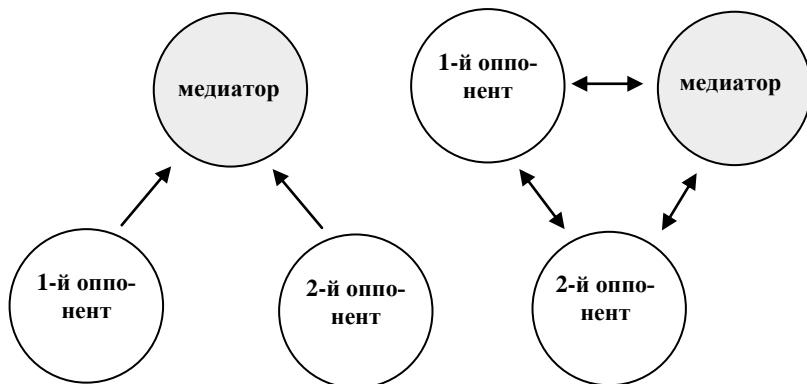 медиатор
1-й оппо-
нент
2-й оппо-
нент
1-й оппо-
нент
медиатор
2-й оппо-
нент